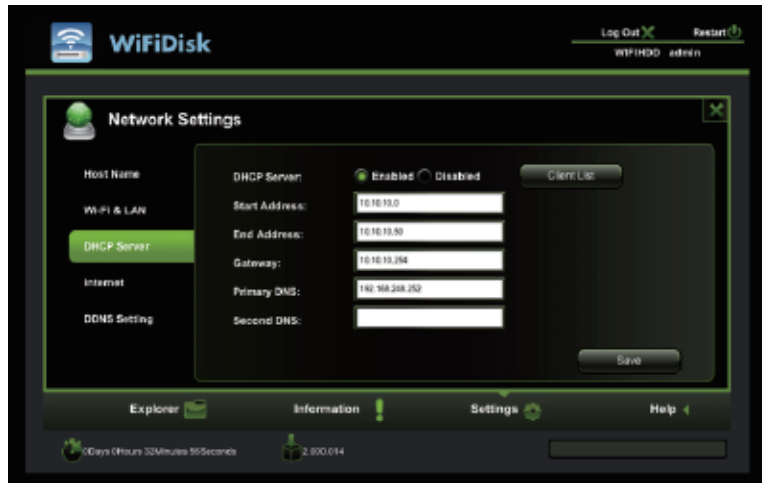 WiFiDisk
Log Out Restart
WIFIHDD admin
Network Settings
Host Name
Wi-Fi & LAN
DHCP Server
Internet
DDNS Setting
DHCP Server: Enabled Disabled Client List
Start Address: 10.10.10.0
End Address: 10.10.10.50
Gateway: 10.10.10.254
Primary DNS: 192.168.248.252
Second DNS:
Save
Explorer Information Settings Help
0Days 0Hours 32Minutes 55Seconds 2.000.014